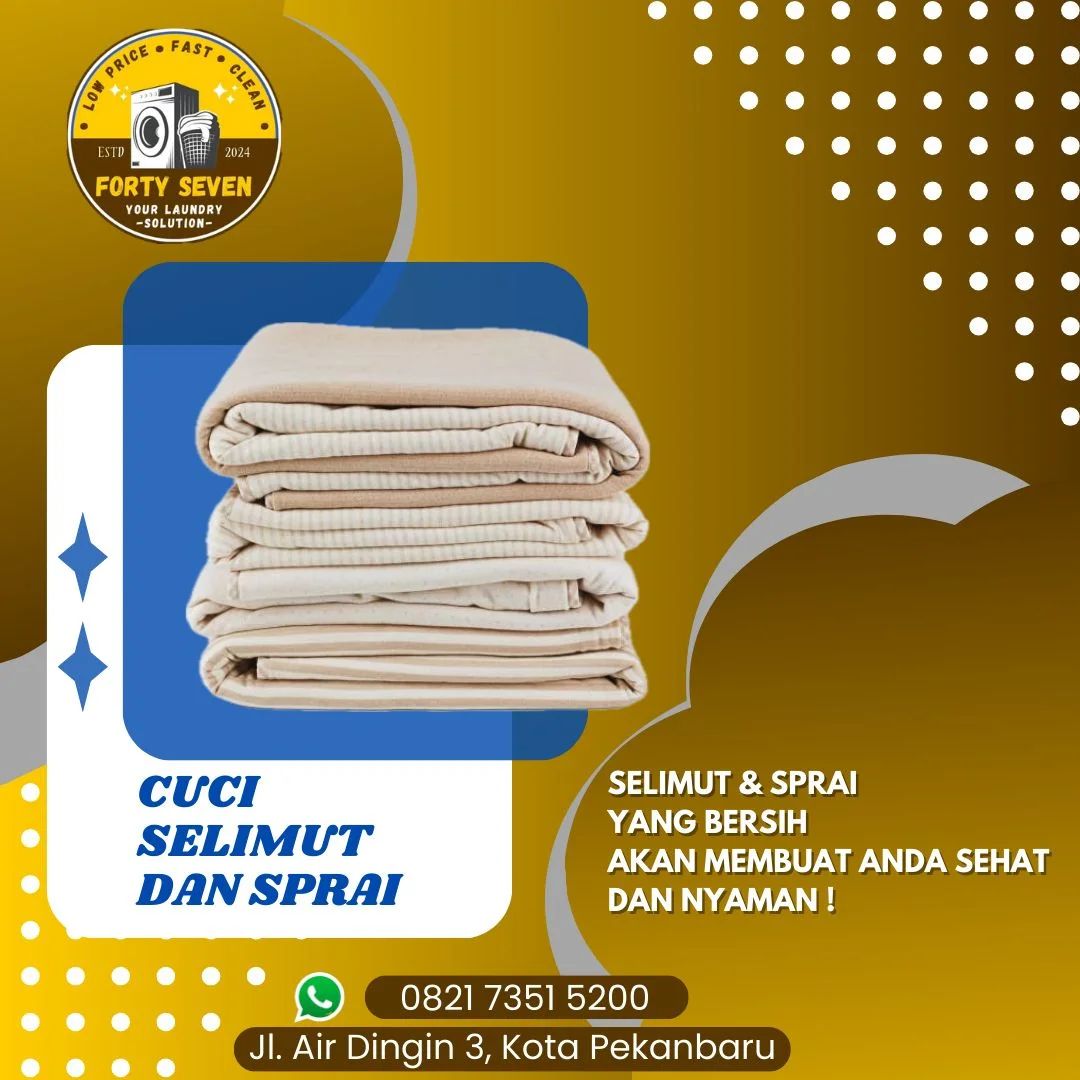 • LOW PRICE • FAST • CLEAN •
ESTD 2024
FORTY SEVEN
YOUR LAUNDRY
-SOLUTION-
CUCI
SELIMUT
DAN SPRAI
SELIMUT & SPRAI
YANG BERSIH
AKAN MEMBUAT ANDA SEHAT
DAN NYAMAN !
0821 7351 5200
Jl. Air Dingin 3, Kota Pekanbaru